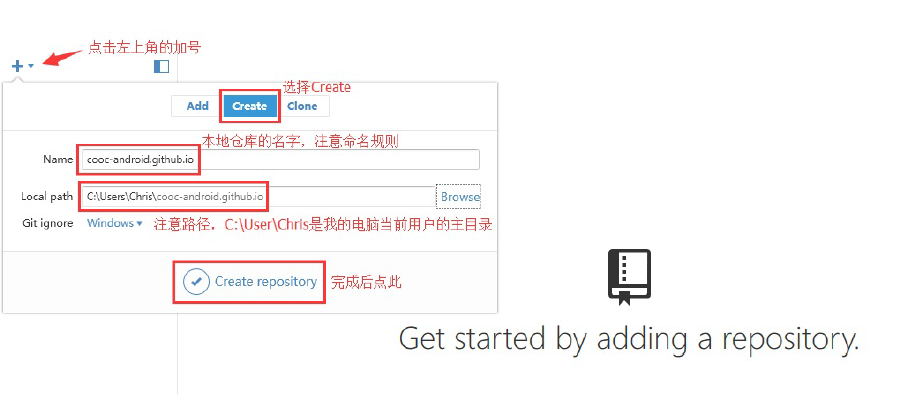 点击左上角的加号
选择Create
Add Create Clone
本地仓库的名字，注意命名规则
Name cooc-android.github.io
Local path C:\Users\Chris\cooc-android.github.io Browse
Git ignore Windows 注意路径，C:\User\Chris是我的电脑当前用户的主目录
Create repository 完成后点此
Get started by adding a repository.